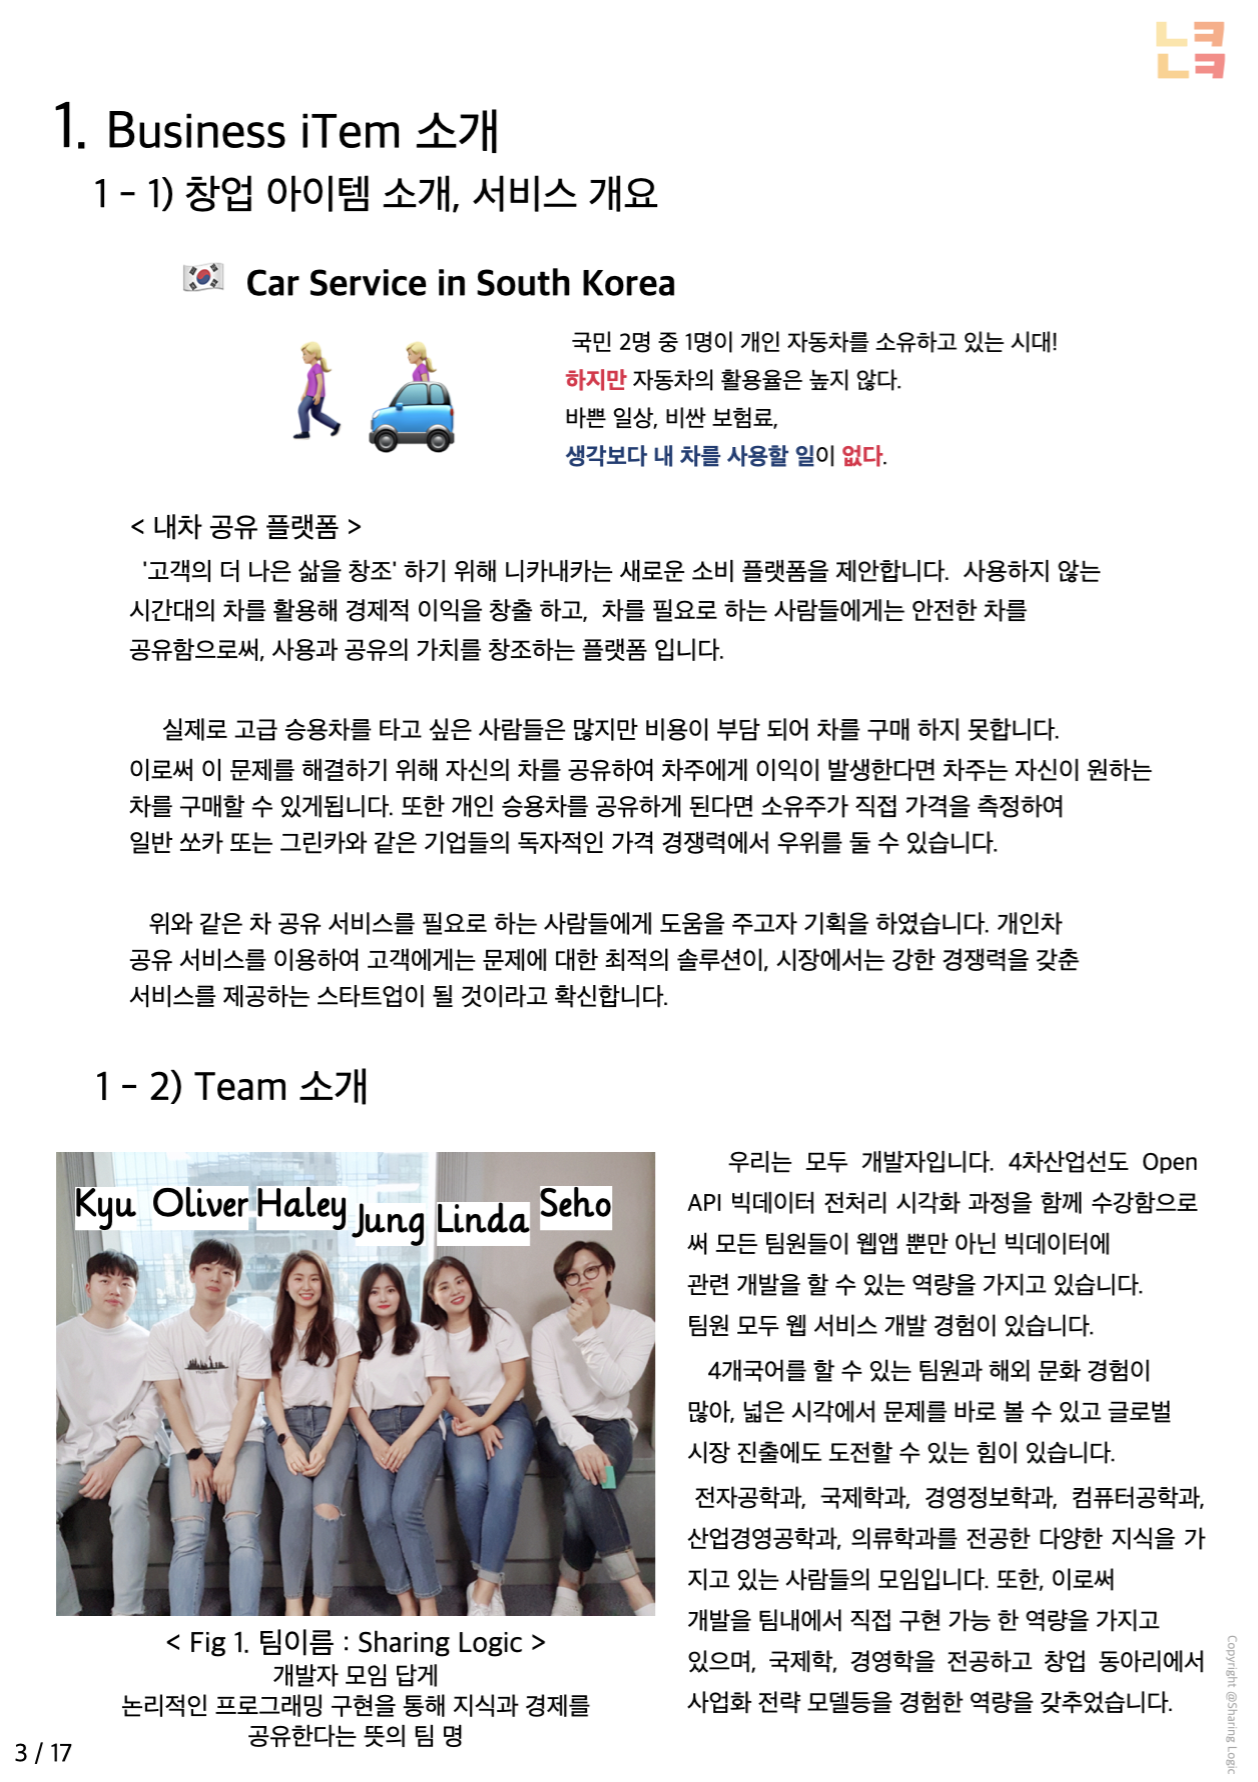 ㄴㅋ
ㄴㅋ
1. Business iTem 소개
1 - 1) 창업 아이템 소개, 서비스 개요
Car Service in South Korea
국민 2명 중 1명이 개인 자동차를 소유하고 있는 시대!
하지만 자동차의 활용율은 높지 않다.
바쁜 일상, 비싼 보험료,
생각보다 내 차를 사용할 일이 없다.
< 내차 공유 플랫폼 >
'고객의 더 나은 삶을 창조' 하기 위해 니카내카는 새로운 소비 플랫폼을 제안합니다. 사용하지 않는
시간대의 차를 활용해 경제적 이익을 창출 하고, 차를 필요로 하는 사람들에게는 안전한 차를
공유함으로써, 사용과 공유의 가치를 창조하는 플랫폼 입니다.
실제로 고급 승용차를 타고 싶은 사람들은 많지만 비용이 부담 되어 차를 구매 하지 못합니다.
이로써 이 문제를 해결하기 위해 자신의 차를 공유하여 차주에게 이익이 발생한다면 차주는 자신이 원하는
차를 구매할 수 있게됩니다. 또한 개인 승용차를 공유하게 된다면 소유주가 직접 가격을 측정하여
일반 쏘카 또는 그린카와 같은 기업들의 독자적인 가격 경쟁력에서 우위를 둘 수 있습니다.
위와 같은 차 공유 서비스를 필요로 하는 사람들에게 도움을 주고자 기획을 하였습니다. 개인차
공유 서비스를 이용하여 고객에게는 문제에 대한 최적의 솔루션이, 시장에서는 강한 경쟁력을 갖춘
서비스를 제공하는 스타트업이 될 것이라고 확신합니다.
1 - 2) Team 소개
Kyu Oliver Haley Jung Linda Seho
< Fig 1. 팀이름 : Sharing Logic >
개발자 모임 답게
논리적인 프로그래밍 구현을 통해 지식과 경제를
공유한다는 뜻의 팀 명
우리는 모두 개발자입니다. 4차산업선도 Open
API 빅데이터 전처리 시각화 과정을 함께 수강함으로
써 모든 팀원들이 웹앱 뿐만 아닌 빅데이터에
관련 개발을 할 수 있는 역량을 가지고 있습니다.
팀원 모두 웹 서비스 개발 경험이 있습니다.
4개국어를 할 수 있는 팀원과 해외 문화 경험이
많아, 넓은 시각에서 문제를 바로 볼 수 있고 글로벌
시장 진출에도 도전할 수 있는 힘이 있습니다.
전자공학과, 국제학과, 경영정보학과, 컴퓨터공학과,
산업경영공학과, 의류학과를 전공한 다양한 지식을 가
지고 있는 사람들의 모임입니다. 또한, 이로써
개발을 팀내에서 직접 구현 가능 한 역량을 가지고
있으며, 국제학, 경영학을 전공하고 창업 동아리에서
사업화 전략 모델등을 경험한 역량을 갖추었습니다.
Copyright @Sharing Logic
3 / 17